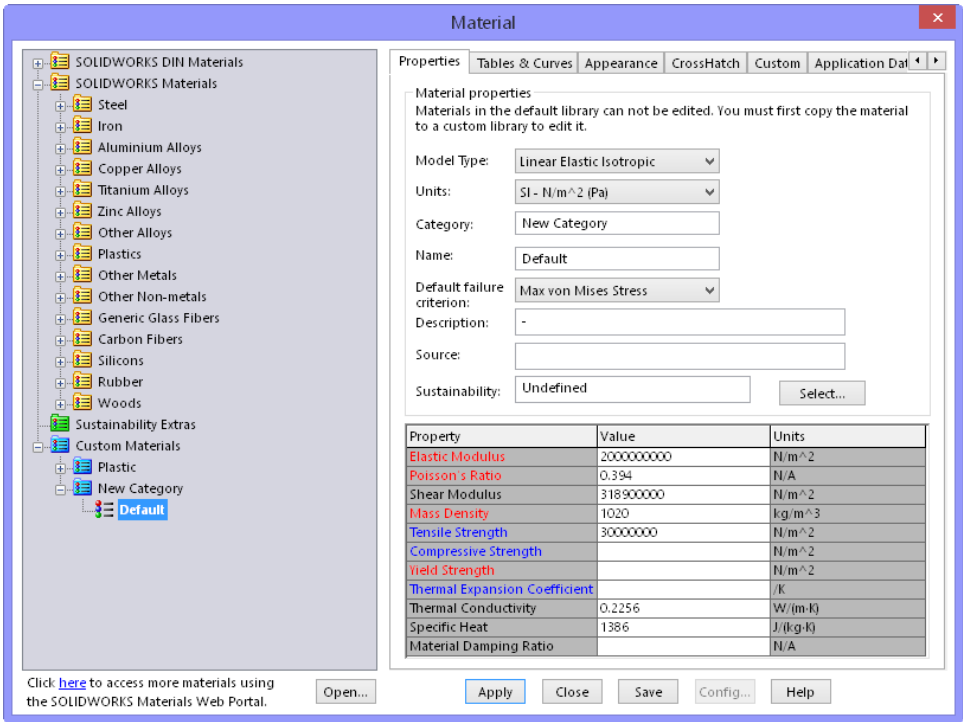 Material
SOLIDWORKS DIN Materials
SOLIDWORKS Materials
Steel
Iron
Aluminium Alloys
Copper Alloys
Titanium Alloys
Zinc Alloys
Other Alloys
Plastics
Other Metals
Other Non-metals
Generic Glass Fibers
Carbon Fibers
Silicons
Rubber
Woods
Sustainability Extras
Custom Materials
Plastic
New Category
Default
Click here to access more materials using
the SOLIDWORKS Materials Web Portal.
Open...
Properties Tables & Curves Appearance CrossHatch Custom Application Dat
Material properties
Materials in the default library can not be edited. You must first copy the material
to a custom library to edit it.
Model Type: Linear Elastic Isotropic
Units: SI - N/m^2 (Pa)
Category: New Category
Name: Default
Default failure
criterion: Max von Mises Stress
Description: -
Source:
Sustainability: Undefined Select...
Property Value Units
Elastic Modulus 2000000000 N/m^2
Poisson's Ratio 0.394 N/A
Shear Modulus 318900000 N/m^2
Mass Density 1020 kg/m^3
Tensile Strength 30000000 N/m^2
Compressive Strength N/m^2
Yield Strength N/m^2
Thermal Expansion Coefficient /K
Thermal Conductivity 0.2256 W/(m·K)
Specific Heat 1386 J/(kg·K)
Material Damping Ratio N/A
Apply Close Save Config... Help